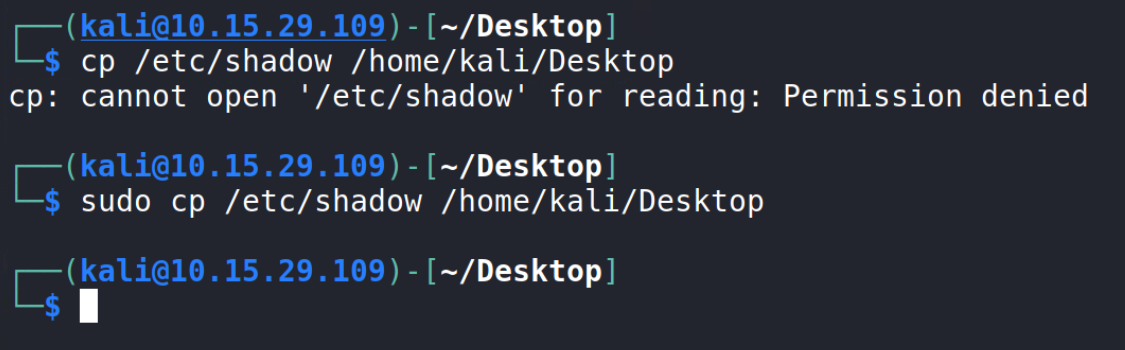 ┌──(kali@10.15.29.109)-[~/Desktop]
└─$ cp /etc/shadow /home/kali/Desktop
cp: cannot open '/etc/shadow' for reading: Permission denied
┌──(kali@10.15.29.109)-[~/Desktop]
└─$ sudo cp /etc/shadow /home/kali/Desktop
┌──(kali@10.15.29.109)-[~/Desktop]
└─$